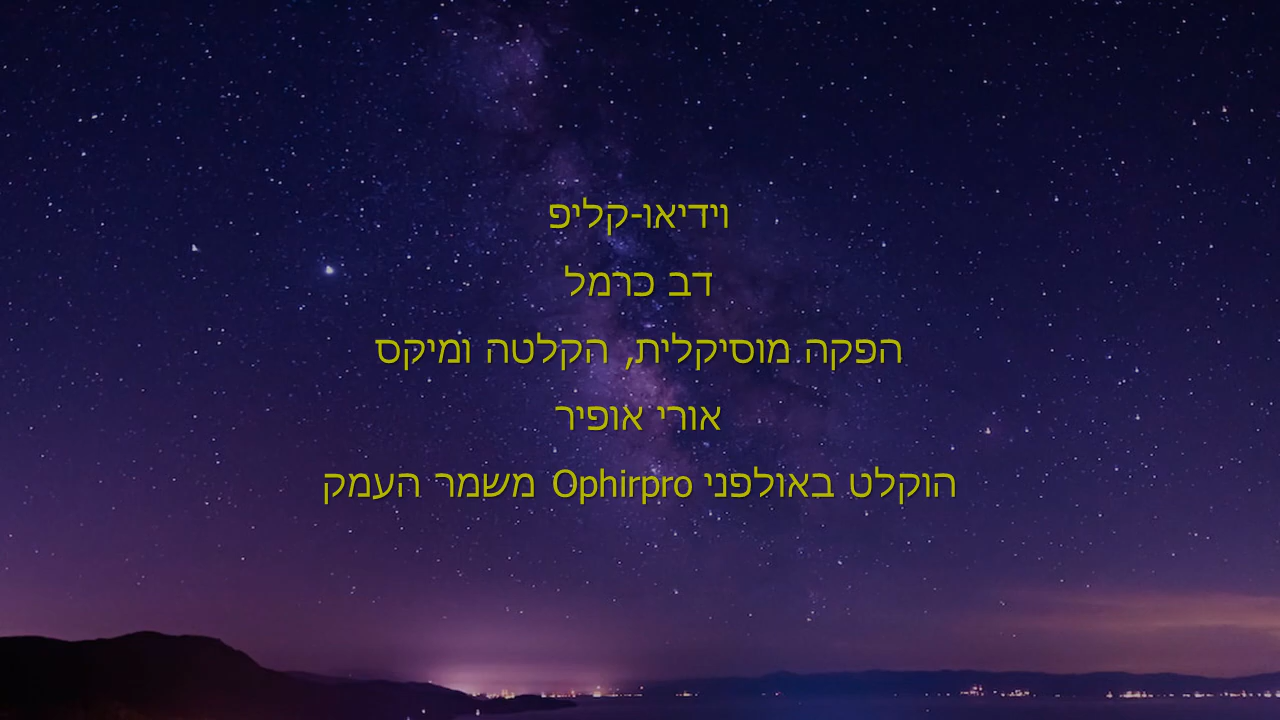 וידיאו-קליפ
דב כרמל
הפקה מוסיקלית, הקלטה ומיקס
אורי אופיר
הוקלט באולפני Ophirpro משמר העמק